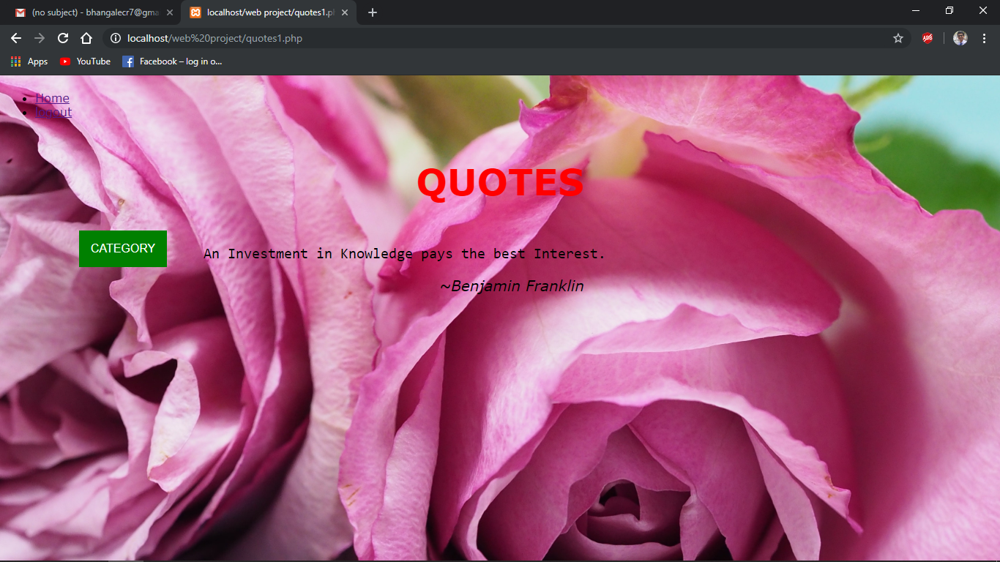 (no subject) - bhangalecr7@gma
localhost/web project/quotes1.p
localhost/web%20project/quotes1.php
ABP
Apps YouTube Facebook – log in o...
Home
logout
QUOTES
CATEGORY
An Investment in Knowledge pays the best Interest.
~Benjamin Franklin